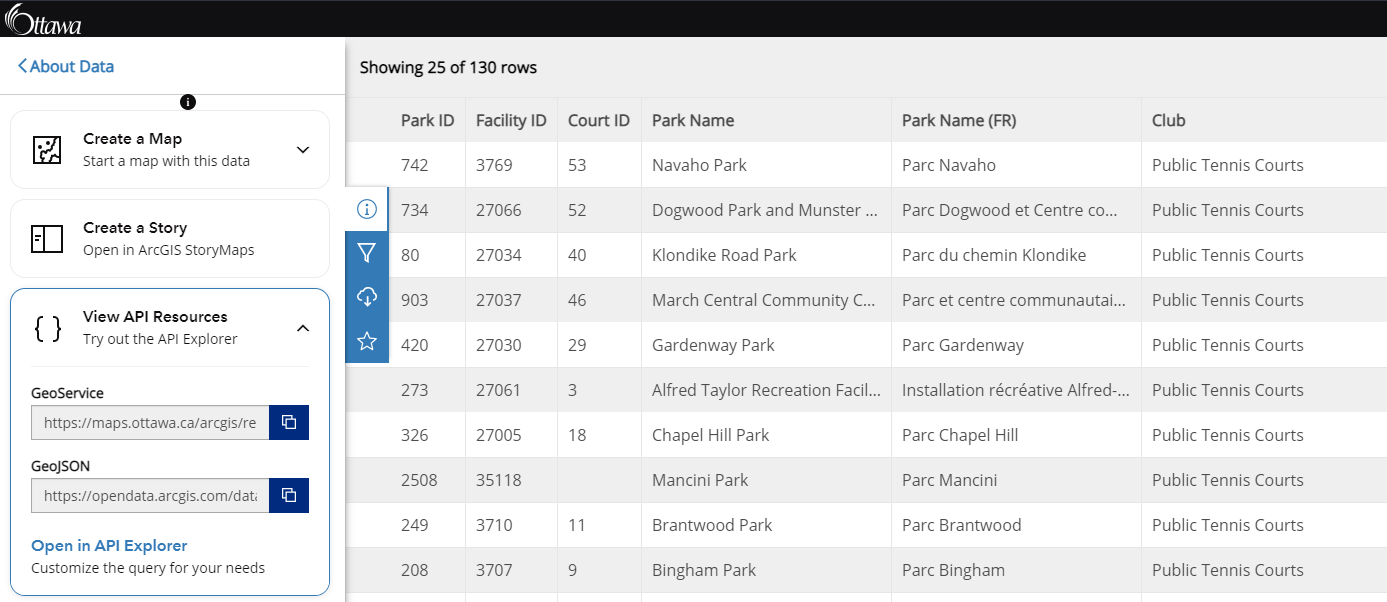 Ottawa
About Data
Create a Map
Start a map with this data
Create a Story
Open in ArcGIS StoryMaps
View API Resources
Try out the API Explorer
GeoService
https://maps.ottawa.ca/arcgis/re
GeoJSON
https://opendata.arcgis.com/data
Open in API Explorer
Customize the query for your needs
Showing 25 of 130 rows
Park ID Facility ID Court ID Park Name Park Name (FR) Club
742 3769 53 Navaho Park Parc Navaho Public Tennis Courts
734 27066 52 Dogwood Park and Munster ... Parc Dogwood et Centre co... Public Tennis Courts
80 27034 40 Klondike Road Park Parc du chemin Klondike Public Tennis Courts
903 27037 46 March Central Community C... Parc et centre communautai... Public Tennis Courts
420 27030 29 Gardenway Park Parc Gardenway Public Tennis Courts
273 27061 3 Alfred Taylor Recreation Facil... Installation récréative Alfred-... Public Tennis Courts
326 27005 18 Chapel Hill Park Parc Chapel Hill Public Tennis Courts
2508 35118 Mancini Park Parc Mancini Public Tennis Courts
249 3710 11 Brantwood Park Parc Brantwood Public Tennis Courts
208 3707 9 Bingham Park Parc Bingham Public Tennis Courts